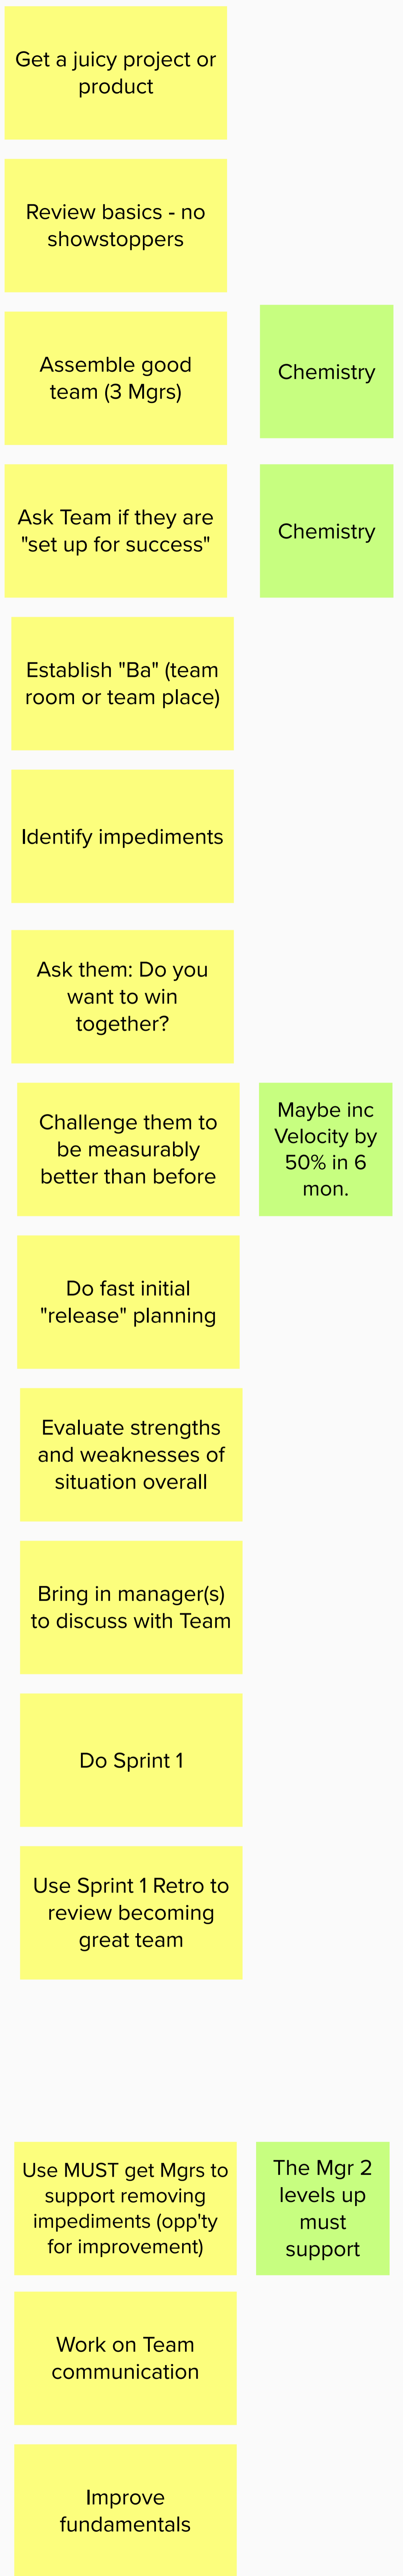 Get a juicy project or
product
Review basics - no
showstoppers
Assemble good
team (3 Mgrs)
Chemistry
Ask Team if they are
"set up for success"
Chemistry
Establish "Ba" (team
room or team place)
Identify impediments
Ask them: Do you
want to win
together?
Challenge them to
be measurably
better than before
Maybe inc
Velocity by
50% in 6
mon.
Do fast initial
"release" planning
Evaluate strengths
and weaknesses of
situation overall
Bring in manager(s)
to discuss with Team
Do Sprint 1
Use Sprint 1 Retro to
review becoming
great team
Use MUST get Mgrs to
support removing
impediments (opp'ty
for improvement)
The Mgr 2
levels up
must
support
Work on Team
communication
Improve
fundamentals